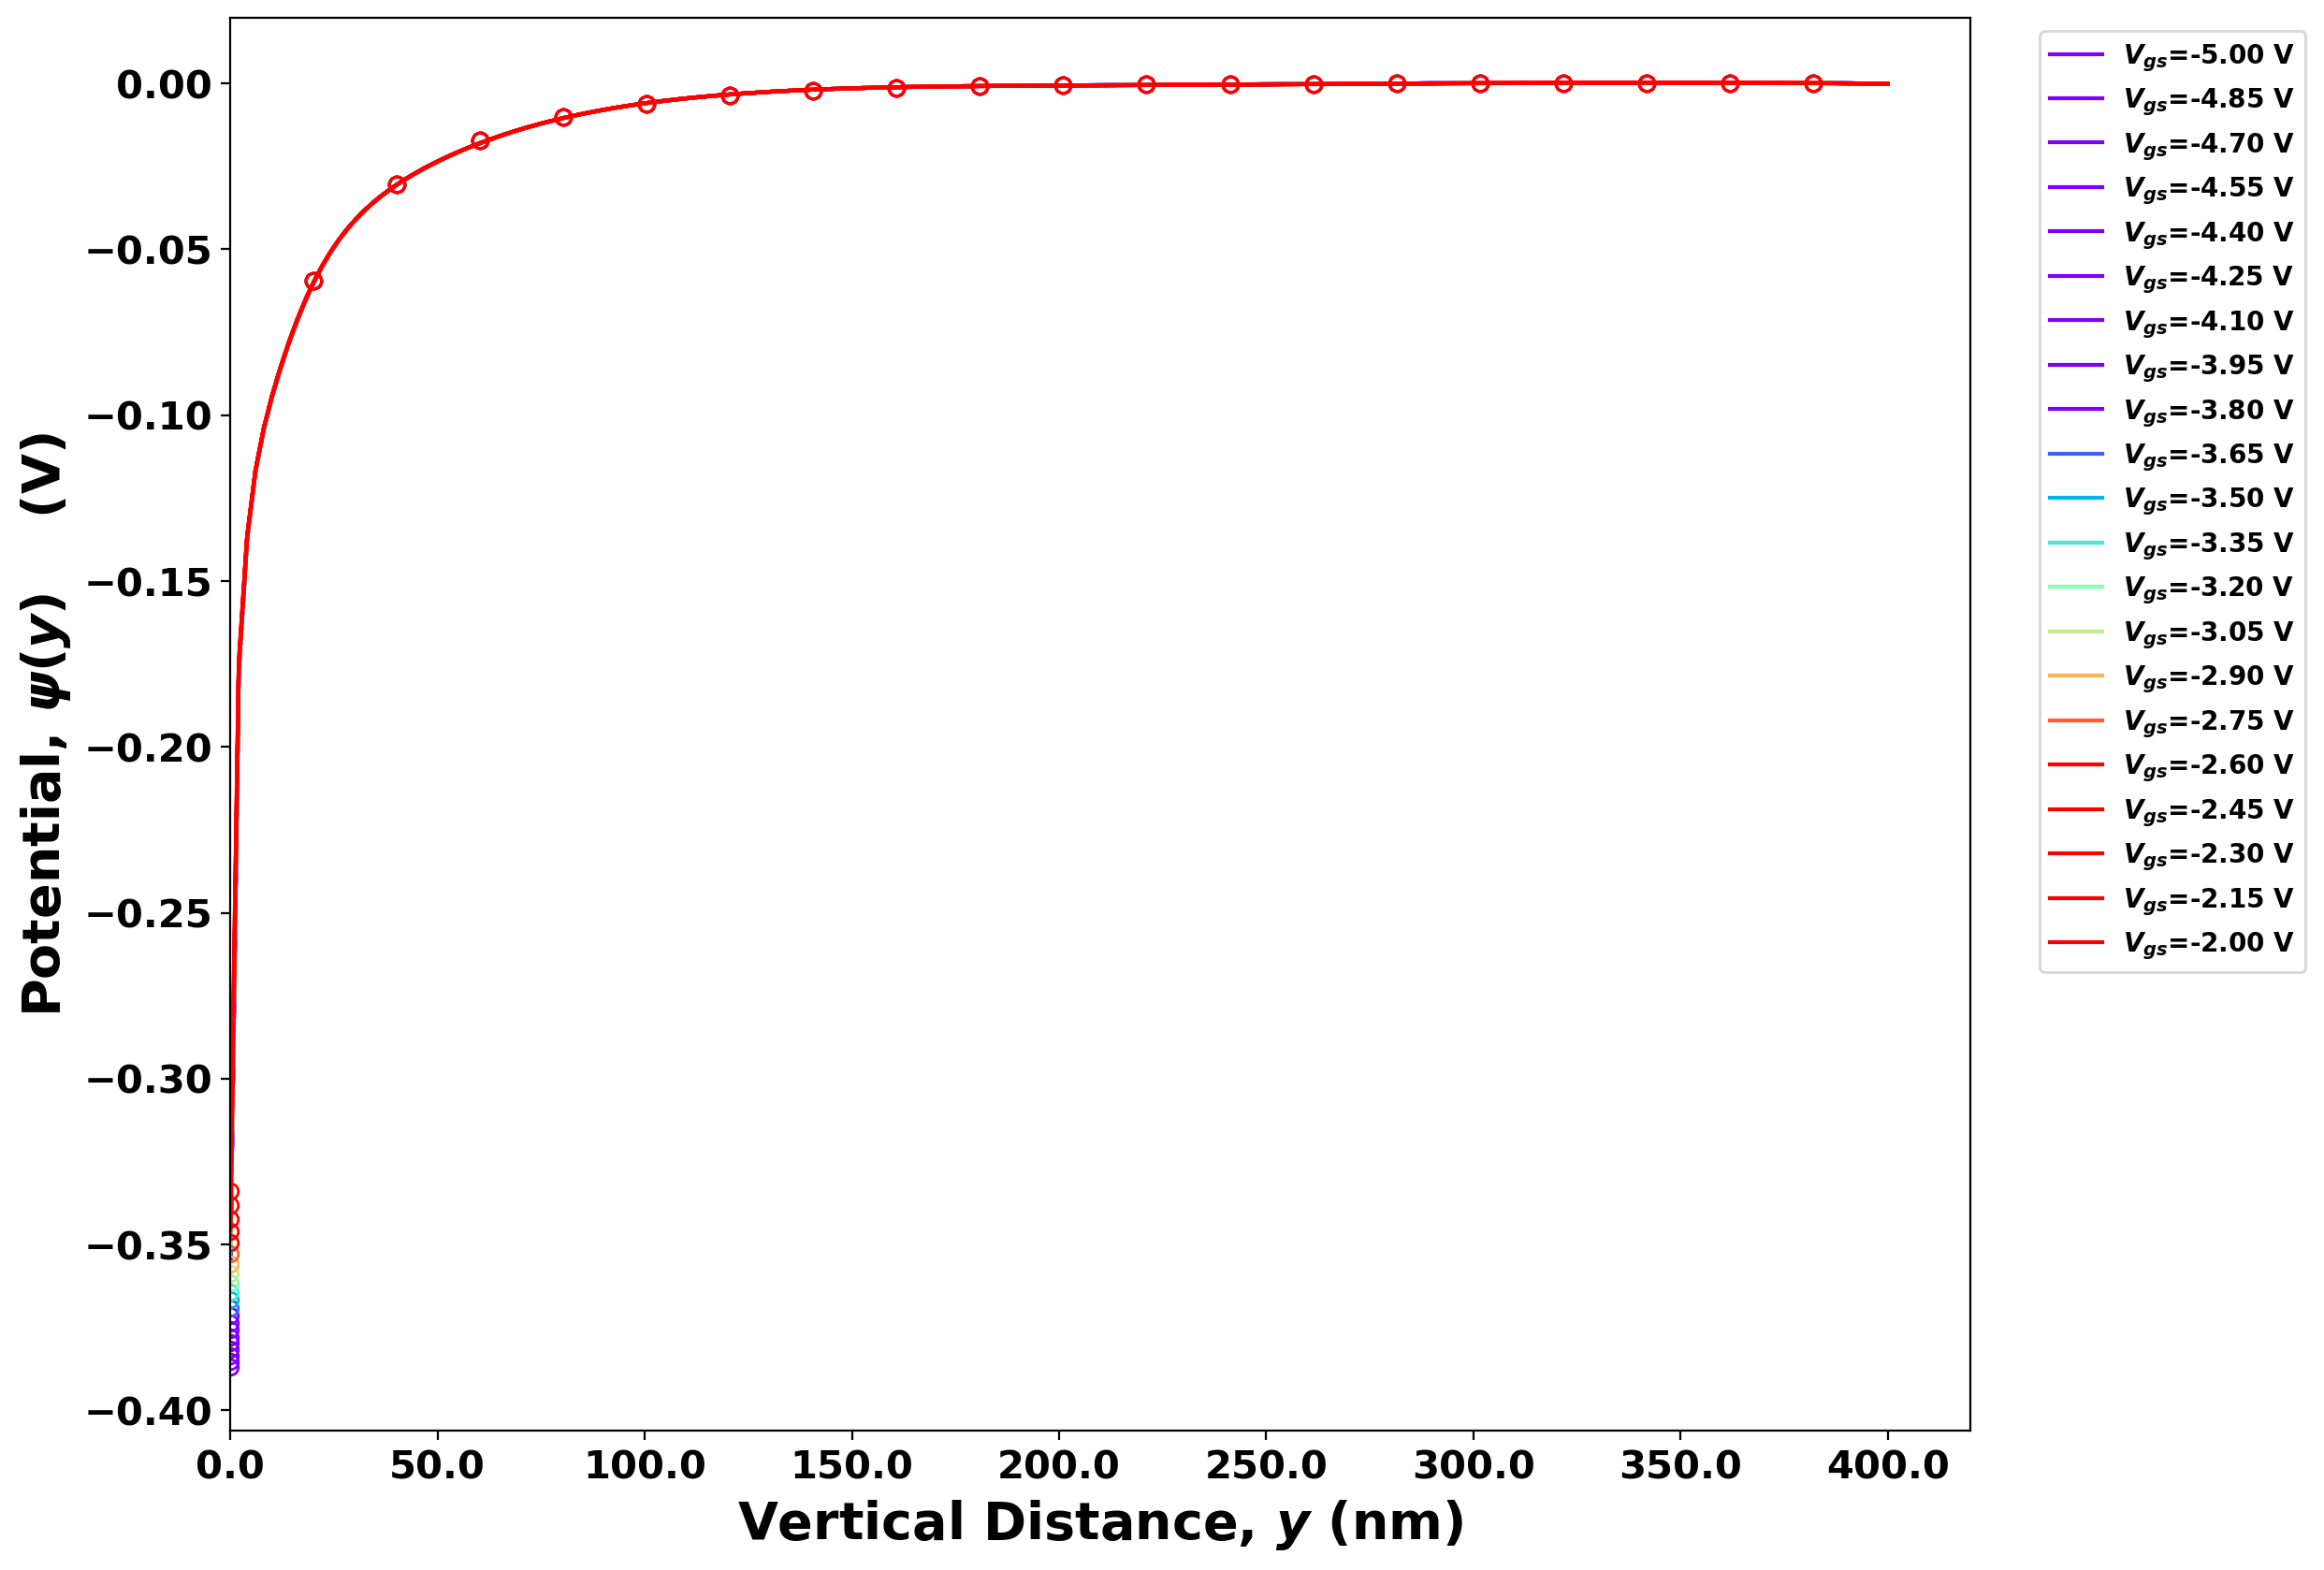 Potential, ψ(y) (V)
0.00
−0.05
−0.10
−0.15
−0.20
−0.25
−0.30
−0.35
−0.40
0.0 50.0 100.0 150.0 200.0 250.0 300.0 350.0 400.0
Vertical Distance, y (nm)
Vgs=-5.00 V
Vgs=-4.85 V
Vgs=-4.70 V
Vgs=-4.55 V
Vgs=-4.40 V
Vgs=-4.25 V
Vgs=-4.10 V
Vgs=-3.95 V
Vgs=-3.80 V
Vgs=-3.65 V
Vgs=-3.50 V
Vgs=-3.35 V
Vgs=-3.20 V
Vgs=-3.05 V
Vgs=-2.90 V
Vgs=-2.75 V
Vgs=-2.60 V
Vgs=-2.45 V
Vgs=-2.30 V
Vgs=-2.15 V
Vgs=-2.00 V